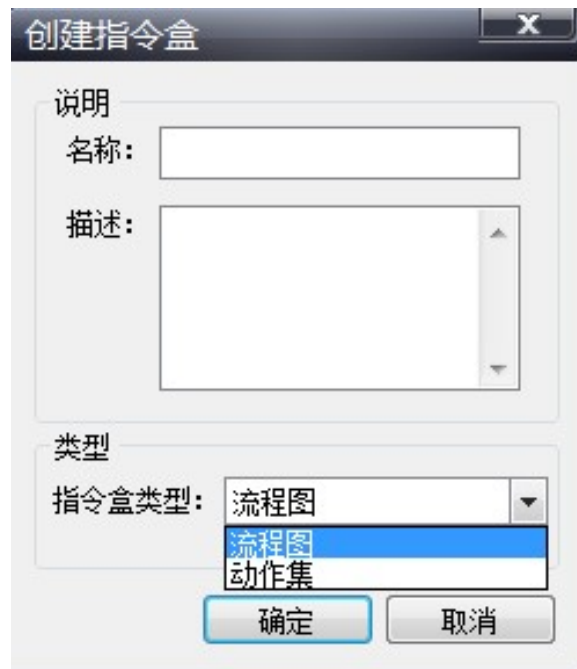 创建指令盒
说明
名称：
描述：
类型
指令盒类型： 流程图
流程图
动作集
确定 取消